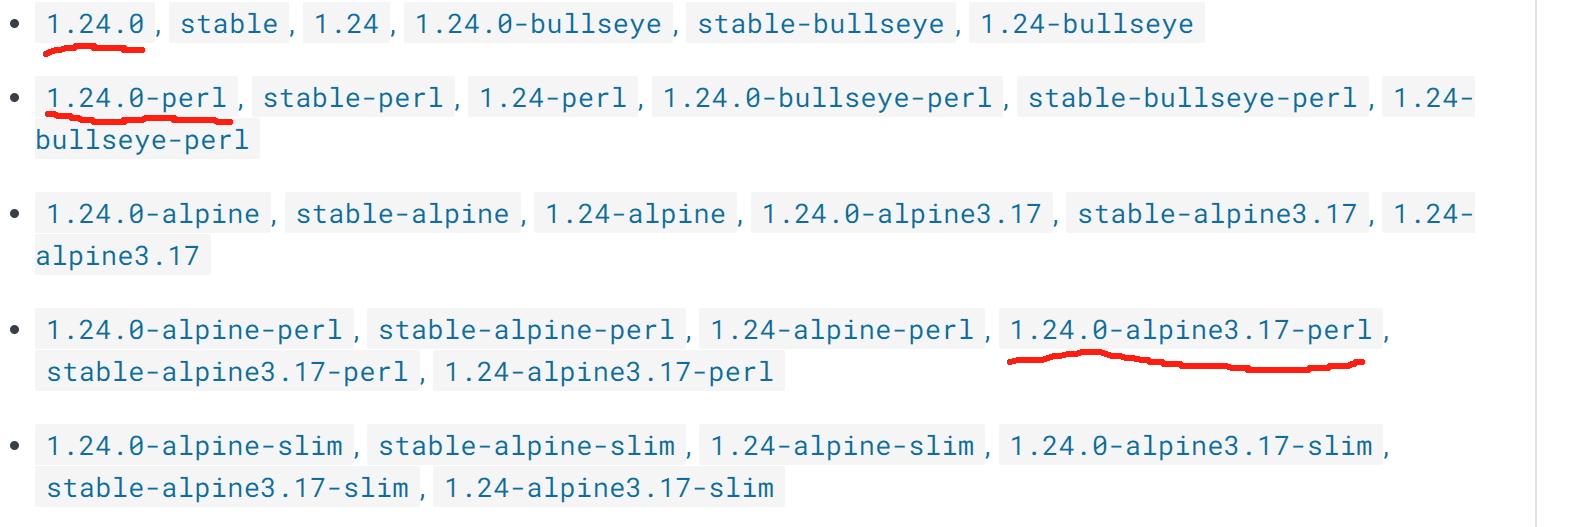 1.24.0, stable, 1.24, 1.24.0-bullseye, stable-bullseye, 1.24-bullseye
1.24.0-perl, stable-perl, 1.24-perl, 1.24.0-bullseye-perl, stable-bullseye-perl, 1.24-
bullseye-perl
1.24.0-alpine, stable-alpine, 1.24-alpine, 1.24.0-alpine3.17, stable-alpine3.17, 1.24-
alpine3.17
1.24.0-alpine-perl, stable-alpine-perl, 1.24-alpine-perl, 1.24.0-alpine3.17-perl,
stable-alpine3.17-perl, 1.24-alpine3.17-perl
1.24.0-alpine-slim, stable-alpine-slim, 1.24-alpine-slim, 1.24.0-alpine3.17-slim,
stable-alpine3.17-slim, 1.24-alpine3.17-slim